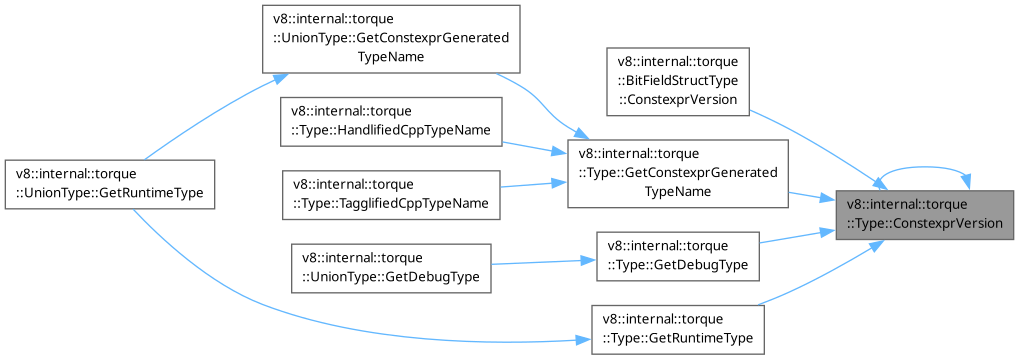 v8::internal::torque
::UnionType::GetConstexprGenerated
TypeName
v8::internal::torque
::BitFieldStructType
::ConstexprVersion
v8::internal::torque
::Type::HandlifiedCppTypeName
v8::internal::torque
::Type::GetConstexprGenerated
TypeName
v8::internal::torque
::UnionType::GetRuntimeType
v8::internal::torque
::Type::TagglifiedCppTypeName
v8::internal::torque
::Type::ConstexprVersion
v8::internal::torque
::Type::GetDebugType
v8::internal::torque
::UnionType::GetDebugType
v8::internal::torque
::Type::GetRuntimeType